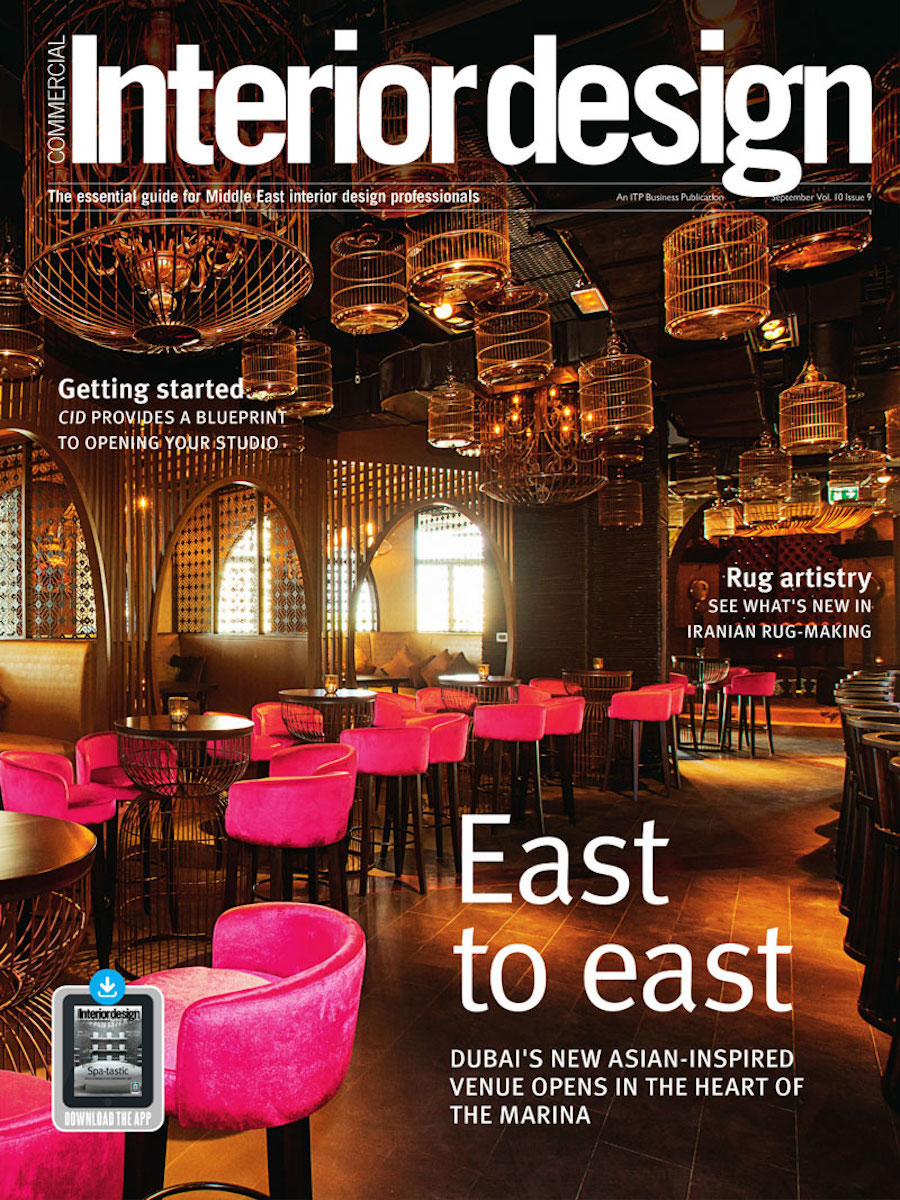 COMMERCIAL
Interior design
The essential guide for Middle East interior design professionals
An ITP Business Publication
September Vol. 10 Issue 9
Getting started
CID PROVIDES A BLUEPRINT
TO OPENING YOUR STUDIO
Rug artistry
SEE WHAT'S NEW IN
IRANIAN RUG-MAKING
East
to east
DUBAI'S NEW ASIAN-INSPIRED
VENUE OPENS IN THE HEART OF
THE MARINA
Interiordesign
Spa-tastic
DOWNLOAD THE APP